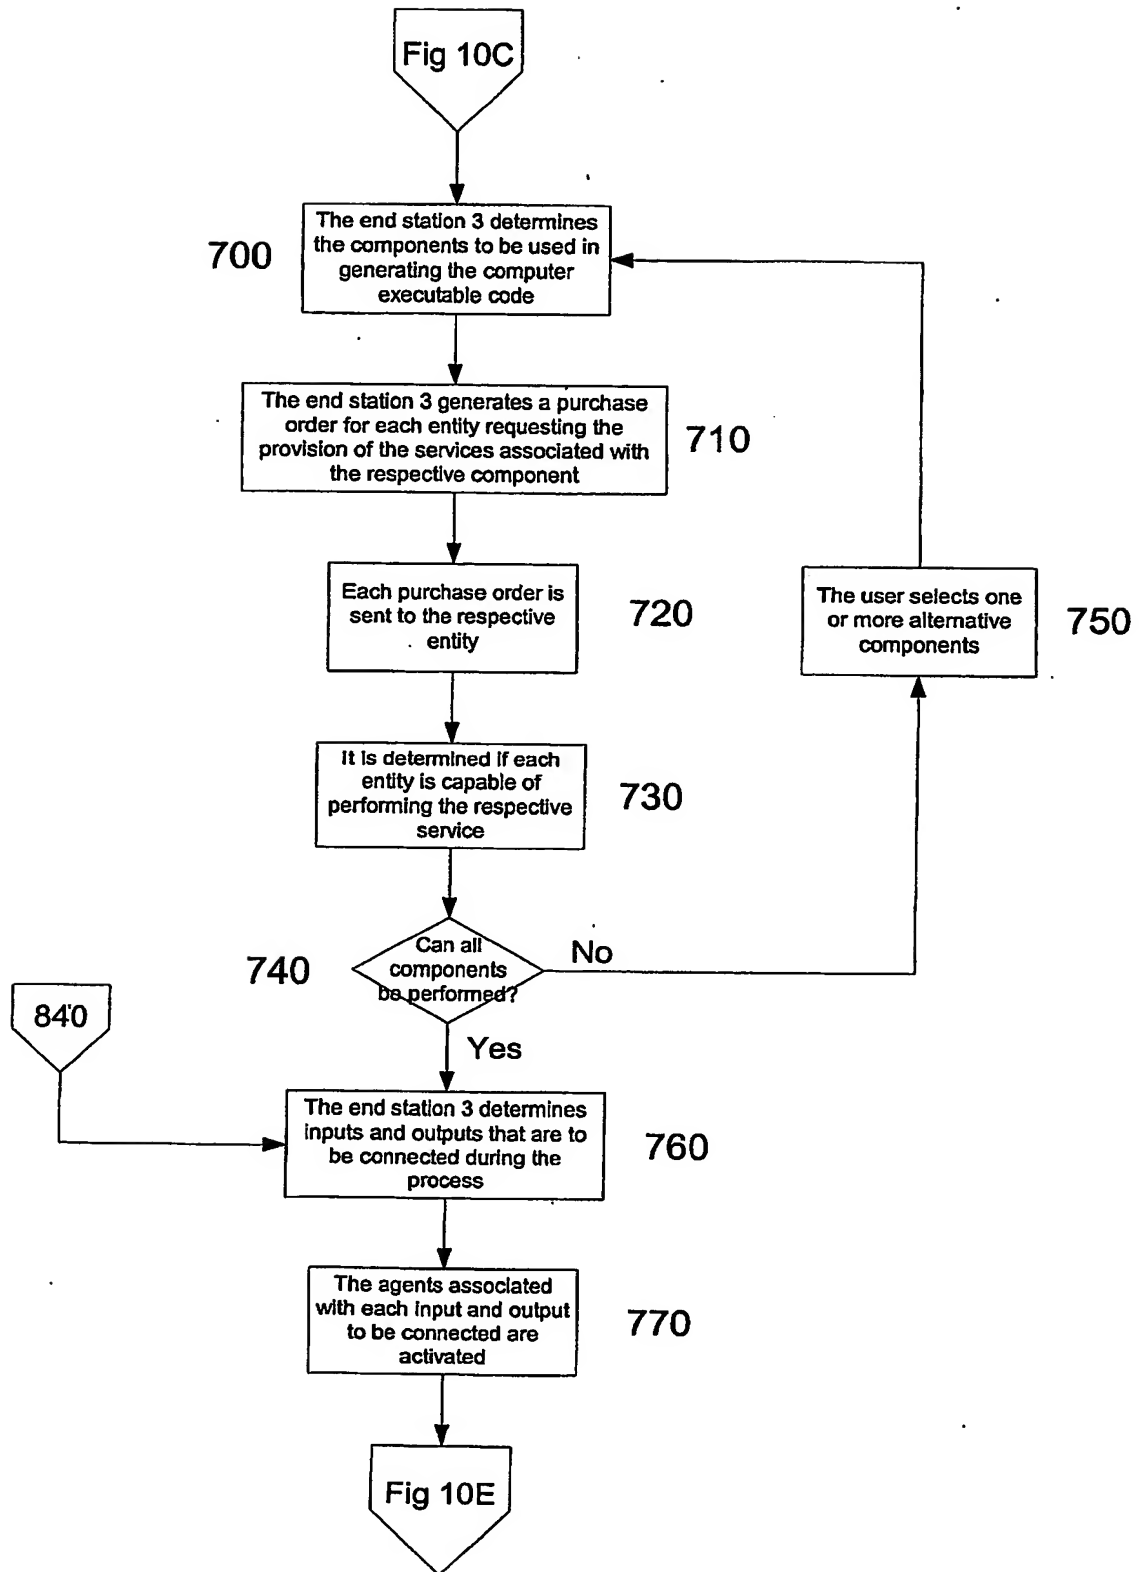 Fig 10C
The end station 3 determines
the components to be used in
generating the computer
executable code
700
The end station 3 generates a purchase
order for each entity requesting the
provision of the services associated with
the respective component
710
Each purchase order is
sent to the respective
entity
720
The user selects one
or more alternative
components
750
It is determined if each
entity is capable of
performing the respective
service
730
Can all
components
be performed?
740
No
Yes
840
The end station 3 determines
inputs and outputs that are to
be connected during the
process
760
The agents associated
with each input and output
to be connected are
activated
770
Fig 10E